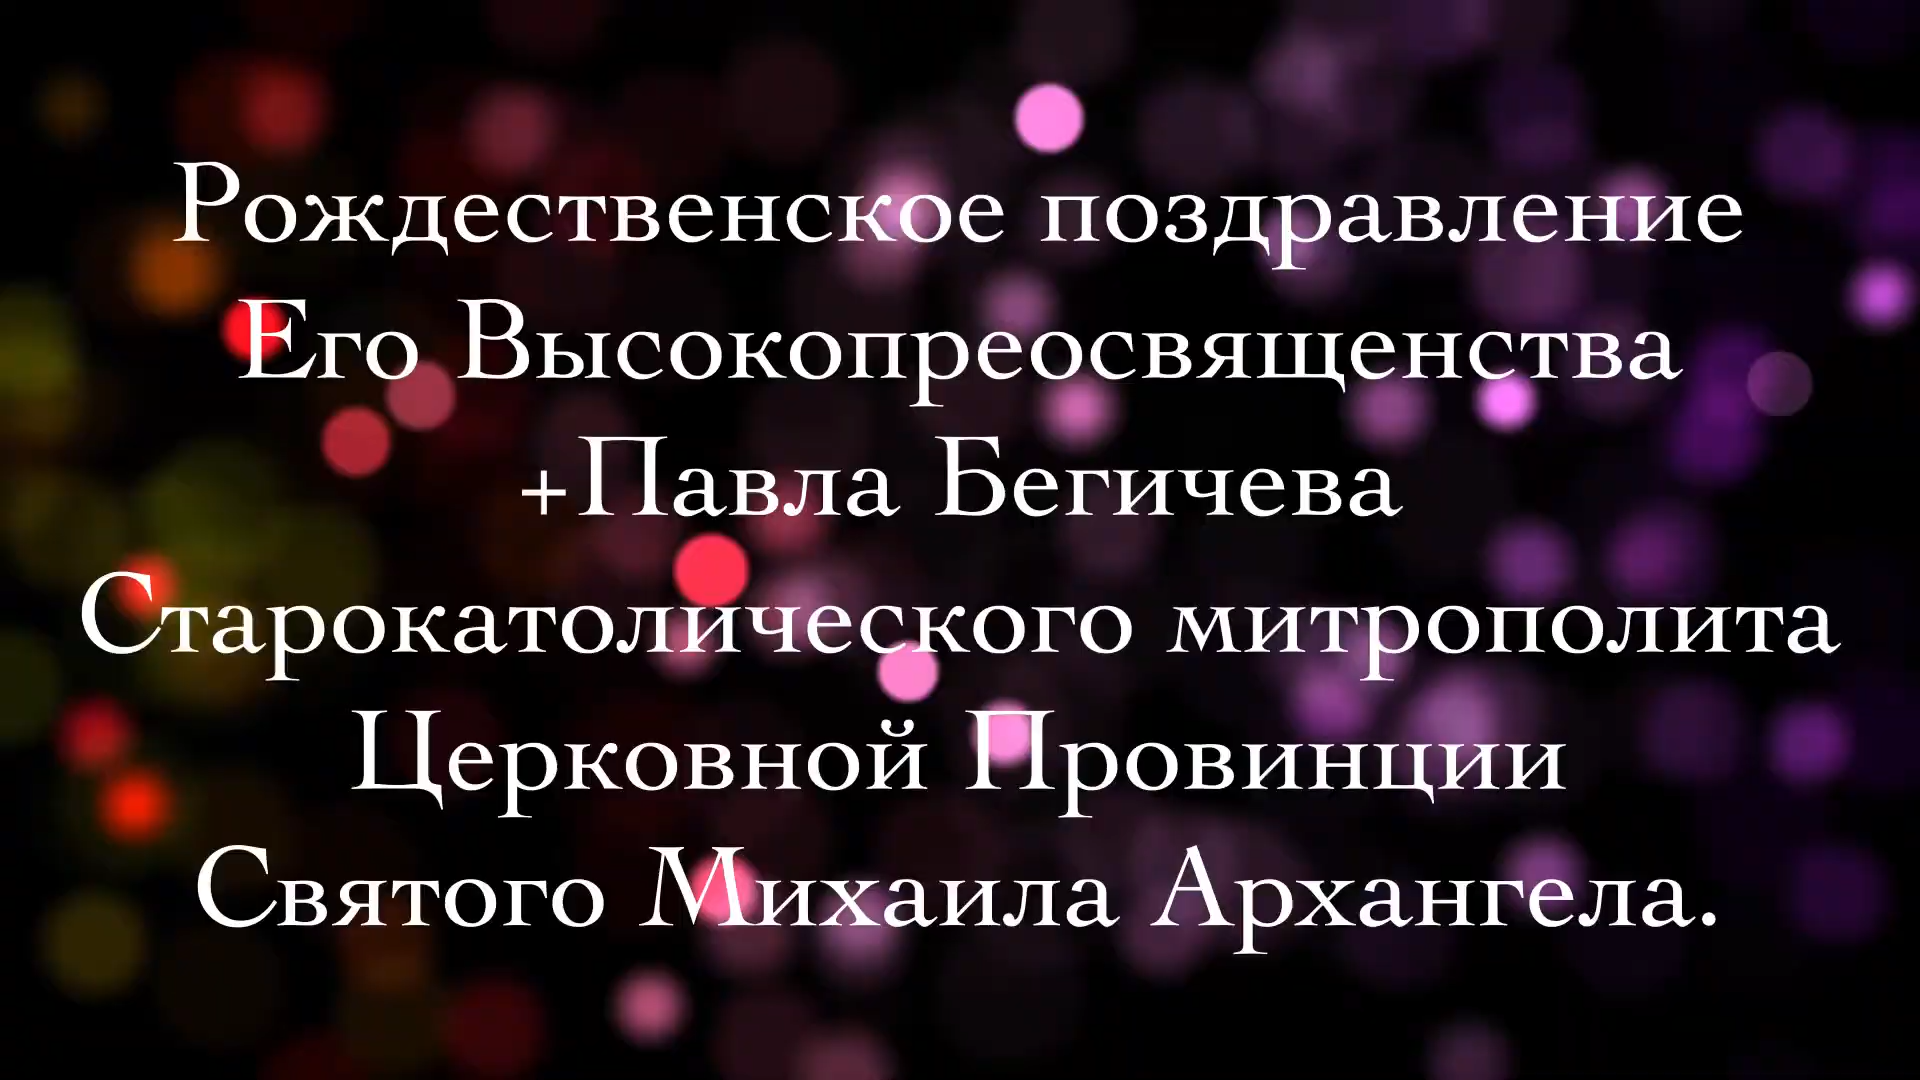 Рождественское поздравление
Его Высокопреосвященства
+Павла Бегичева
Старокатолического митрополита
Церковной Провинции
Святого Михаила Архангела.